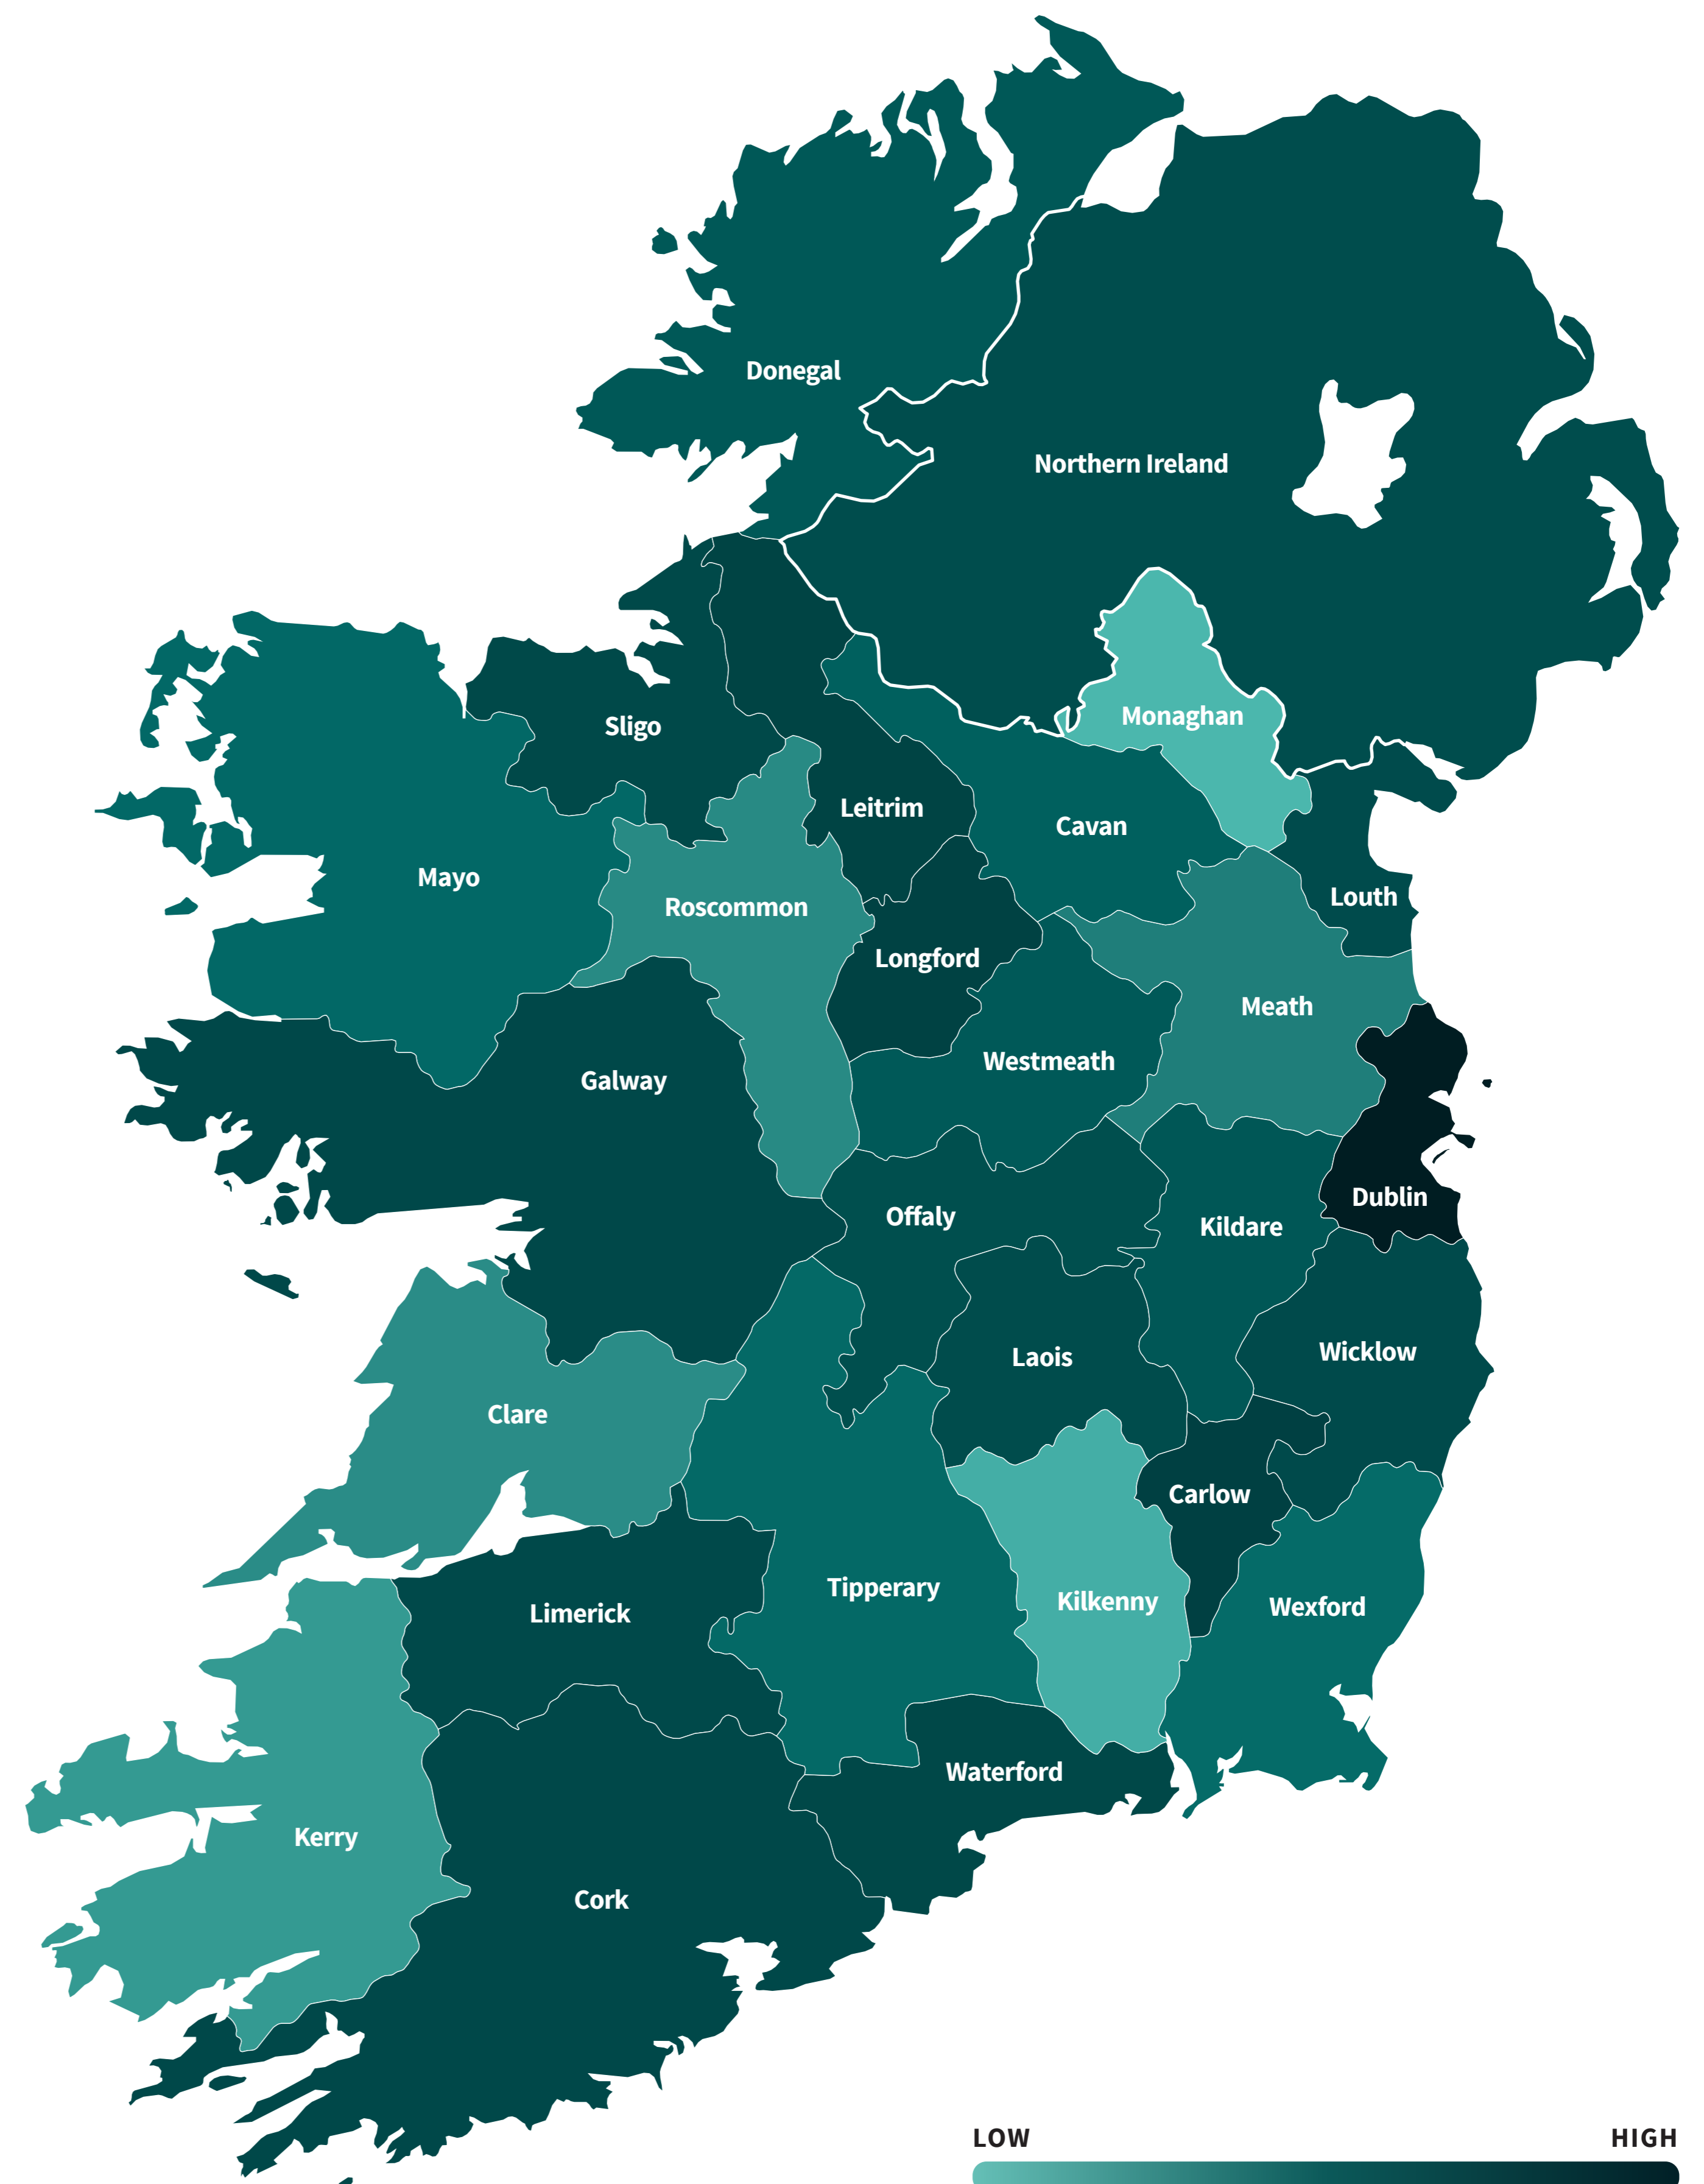 Donegal
Northern Ireland
Monaghan
Sligo
Leitrim
Cavan
Mayo
Louth
Roscommon
Longford
Meath
Westmeath
Galway
Dublin
Offaly
Kildare
Wicklow
Laois
Clare
Carlow
Tipperary
Kilkenny
Wexford
Limerick
Waterford
Kerry
Cork
LOW HIGH